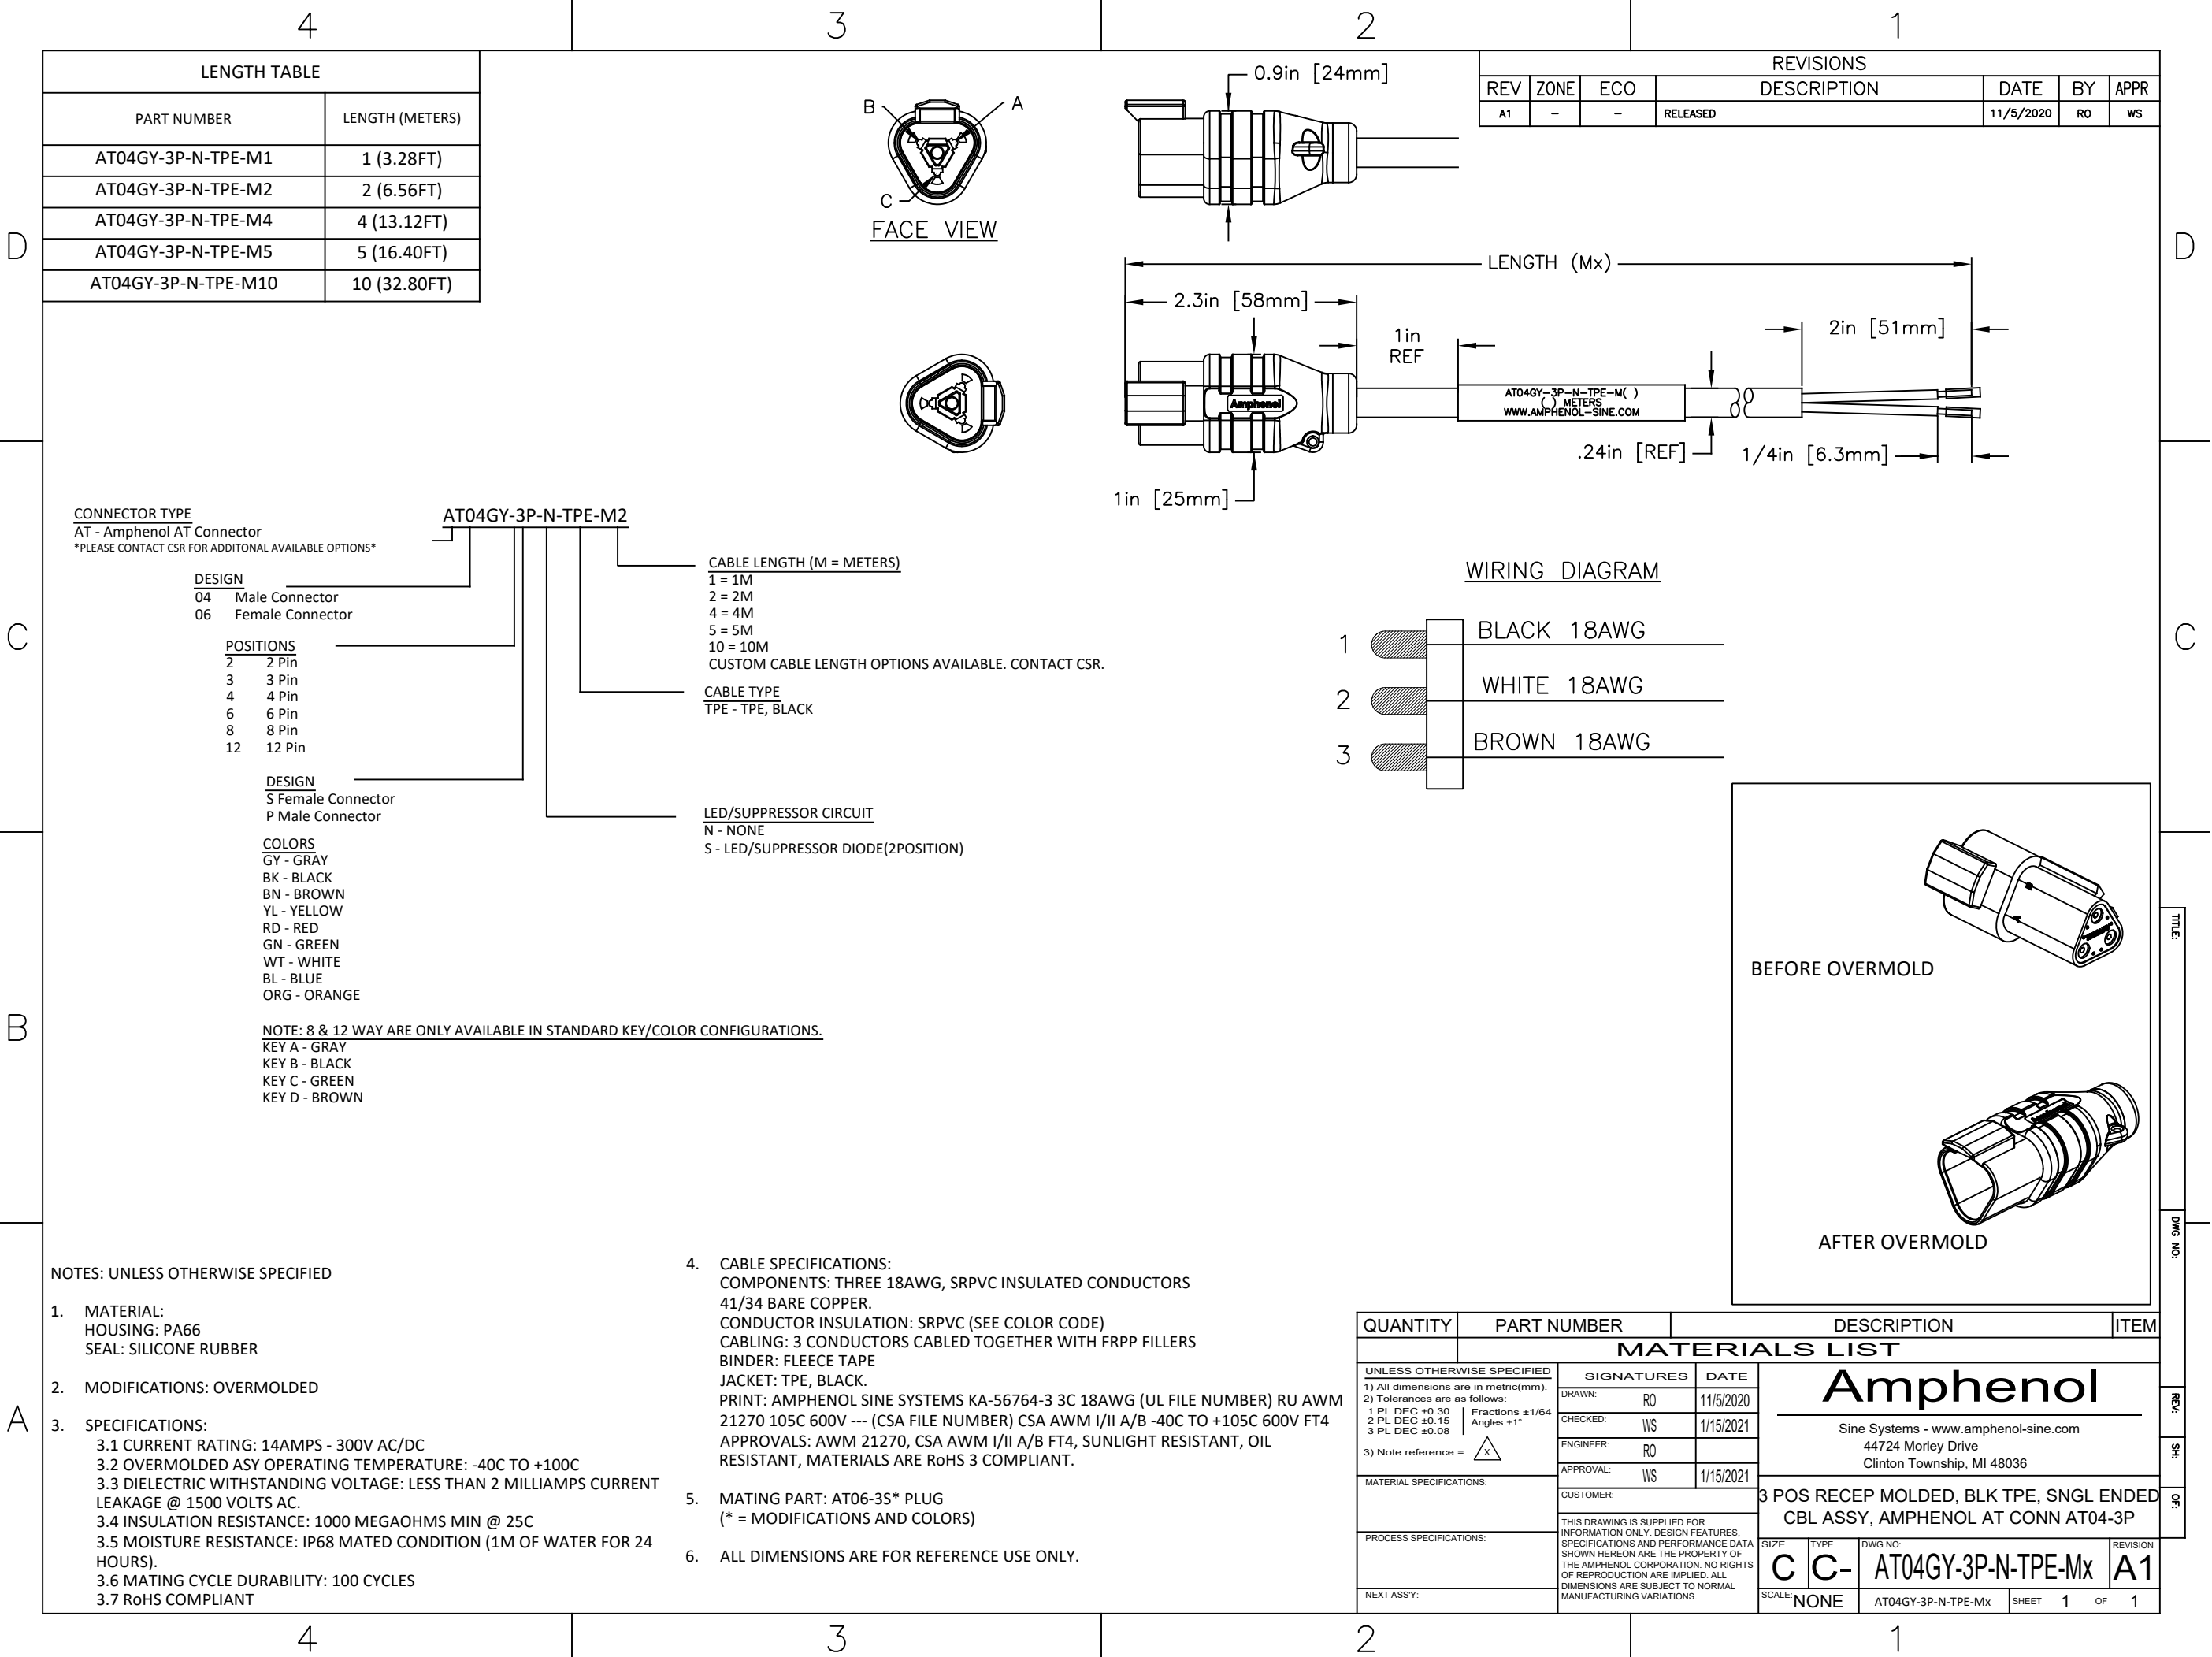 4 3 2 1
LENGTH TABLE
PART NUMBER LENGTH (METERS)
AT04GY-3P-N-TPE-M1 1 (3.28FT)
AT04GY-3P-N-TPE-M2 2 (6.56FT)
AT04GY-3P-N-TPE-M4 4 (13.12FT)
AT04GY-3P-N-TPE-M5 5 (16.40FT)
AT04GY-3P-N-TPE-M10 10 (32.80FT)
B A
C
FACE VIEW
0.9in [24mm]
REVISIONS
REV ZONE ECO DESCRIPTION DATE BY APPR
A1 - - RELEASED 11/5/2020 RO WS
D D
LENGTH (Mx)
2.3in [58mm]
1in
REF
2in [51mm]
Amphenol
AT04GY-3P-N-TPE-M( )
( ) METERS
WWW.AMPHENOL-SINE.COM
.24in [REF]
1/4in [6.3mm]
1in [25mm]
CONNECTOR TYPE
AT - Amphenol AT Connector
*PLEASE CONTACT CSR FOR ADDITONAL AVAILABLE OPTIONS*
AT04GY-3P-N-TPE-M2
DESIGN
04 Male Connector
06 Female Connector
POSITIONS
2 2 Pin
3 3 Pin
4 4 Pin
6 6 Pin
8 8 Pin
12 12 Pin
DESIGN
S Female Connector
P Male Connector
COLORS
GY - GRAY
BK - BLACK
BN - BROWN
YL - YELLOW
RD - RED
GN - GREEN
WT - WHITE
BL - BLUE
ORG - ORANGE
NOTE: 8 & 12 WAY ARE ONLY AVAILABLE IN STANDARD KEY/COLOR CONFIGURATIONS.
KEY A - GRAY
KEY B - BLACK
KEY C - GREEN
KEY D - BROWN
CABLE LENGTH (M = METERS)
1 = 1M
2 = 2M
4 = 4M
5 = 5M
10 = 10M
CUSTOM CABLE LENGTH OPTIONS AVAILABLE. CONTACT CSR.
CABLE TYPE
TPE - TPE, BLACK
LED/SUPPRESSOR CIRCUIT
N - NONE
S - LED/SUPPRESSOR DIODE(2POSITION)
WIRING DIAGRAM
1 BLACK 18AWG
2 WHITE 18AWG
3 BROWN 18AWG
C C
BEFORE OVERMOLD
AFTER OVERMOLD
B
TITLE:
DWG NO:
REV:
SH:
OF:
A
NOTES: UNLESS OTHERWISE SPECIFIED
1. MATERIAL:
HOUSING: PA66
SEAL: SILICONE RUBBER
2. MODIFICATIONS: OVERMOLDED
3. SPECIFICATIONS:
3.1 CURRENT RATING: 14AMPS - 300V AC/DC
3.2 OVERMOLDED ASY OPERATING TEMPERATURE: -40C TO +100C
3.3 DIELECTRIC WITHSTANDING VOLTAGE: LESS THAN 2 MILLIAMPS CURRENT
LEAKAGE @ 1500 VOLTS AC.
3.4 INSULATION RESISTANCE: 1000 MEGAOHMS MIN @ 25C
3.5 MOISTURE RESISTANCE: IP68 MATED CONDITION (1M OF WATER FOR 24
HOURS).
3.6 MATING CYCLE DURABILITY: 100 CYCLES
3.7 RoHS COMPLIANT
4. CABLE SPECIFICATIONS:
COMPONENTS: THREE 18AWG, SRPVC INSULATED CONDUCTORS
41/34 BARE COPPER.
CONDUCTOR INSULATION: SRPVC (SEE COLOR CODE)
CABLING: 3 CONDUCTORS CABLED TOGETHER WITH FRPP FILLERS
BINDER: FLEECE TAPE
JACKET: TPE, BLACK.
PRINT: AMPHENOL SINE SYSTEMS KA-56764-3 3C 18AWG (UL FILE NUMBER) RU AWM
21270 105C 600V --- (CSA FILE NUMBER) CSA AWM I/II A/B -40C TO +105C 600V FT4
APPROVALS: AWM 21270, CSA AWM I/II A/B FT4, SUNLIGHT RESISTANT, OIL
RESISTANT, MATERIALS ARE RoHS 3 COMPLIANT.
5. MATING PART: AT06-3S* PLUG
(* = MODIFICATIONS AND COLORS)
6. ALL DIMENSIONS ARE FOR REFERENCE USE ONLY.
QUANTITY PART NUMBER DESCRIPTION ITEM
MATERIALS LIST
UNLESS OTHERWISE SPECIFIED
1) All dimensions are in metric(mm).
2) Tolerances are as follows:
1 PL DEC ±0.30 Fractions ±1/64
2 PL DEC ±0.15 Angles ±1°
3 PL DEC ±0.08
3) Note reference = X
MATERIAL SPECIFICATIONS:
PROCESS SPECIFICATIONS:
NEXT ASS'Y:
SIGNATURES DATE
DRAWN: RO 11/5/2020
CHECKED: WS 1/15/2021
ENGINEER: RO
APPROVAL: WS 1/15/2021
CUSTOMER:
THIS DRAWING IS SUPPLIED FOR
INFORMATION ONLY. DESIGN FEATURES,
SPECIFICATIONS AND PERFORMANCE DATA
SHOWN HEREON ARE THE PROPERTY OF
THE AMPHENOL CORPORATION. NO RIGHTS
OF REPRODUCTION ARE IMPLIED. ALL
DIMENSIONS ARE SUBJECT TO NORMAL
MANUFACTURING VARIATIONS.
Amphenol
Sine Systems - www.amphenol-sine.com
44724 Morley Drive
Clinton Township, MI 48036
3 POS RECEP MOLDED, BLK TPE, SNGL ENDED
CBL ASSY, AMPHENOL AT CONN AT04-3P
SIZE TYPE DWG NO: REVISION
C C- AT04GY-3P-N-TPE-Mx A1
SCALE: NONE AT04GY-3P-N-TPE-Mx SHEET 1 OF 1
4 3 2 1